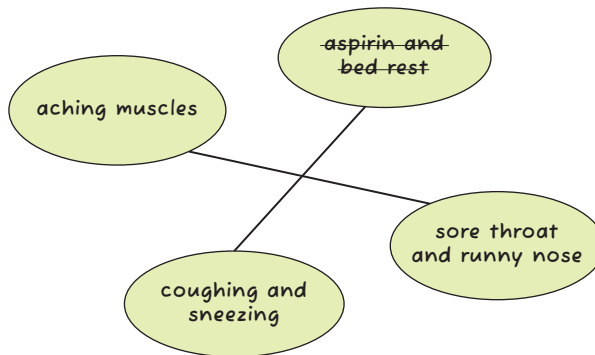 aspirin and
bed rest
aching muscles
sore throat
and runny nose
coughing and
sneezing